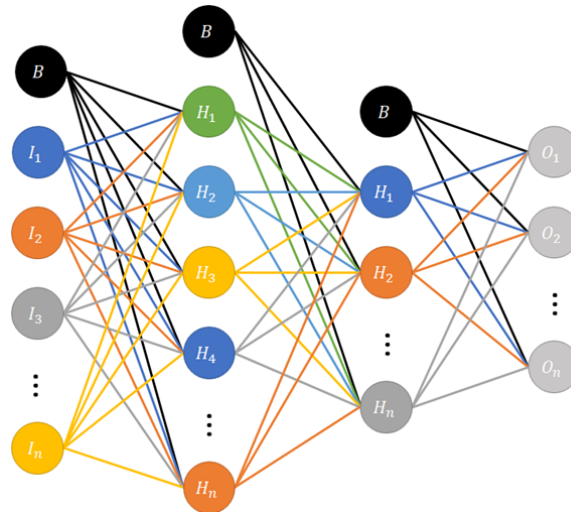 B
I₁
I₂
I₃
Iₙ
B
H₁
H₂
H₃
H₄
Hₙ
B
H₁
H₂
Hₙ
O₁
O₂
Oₙ